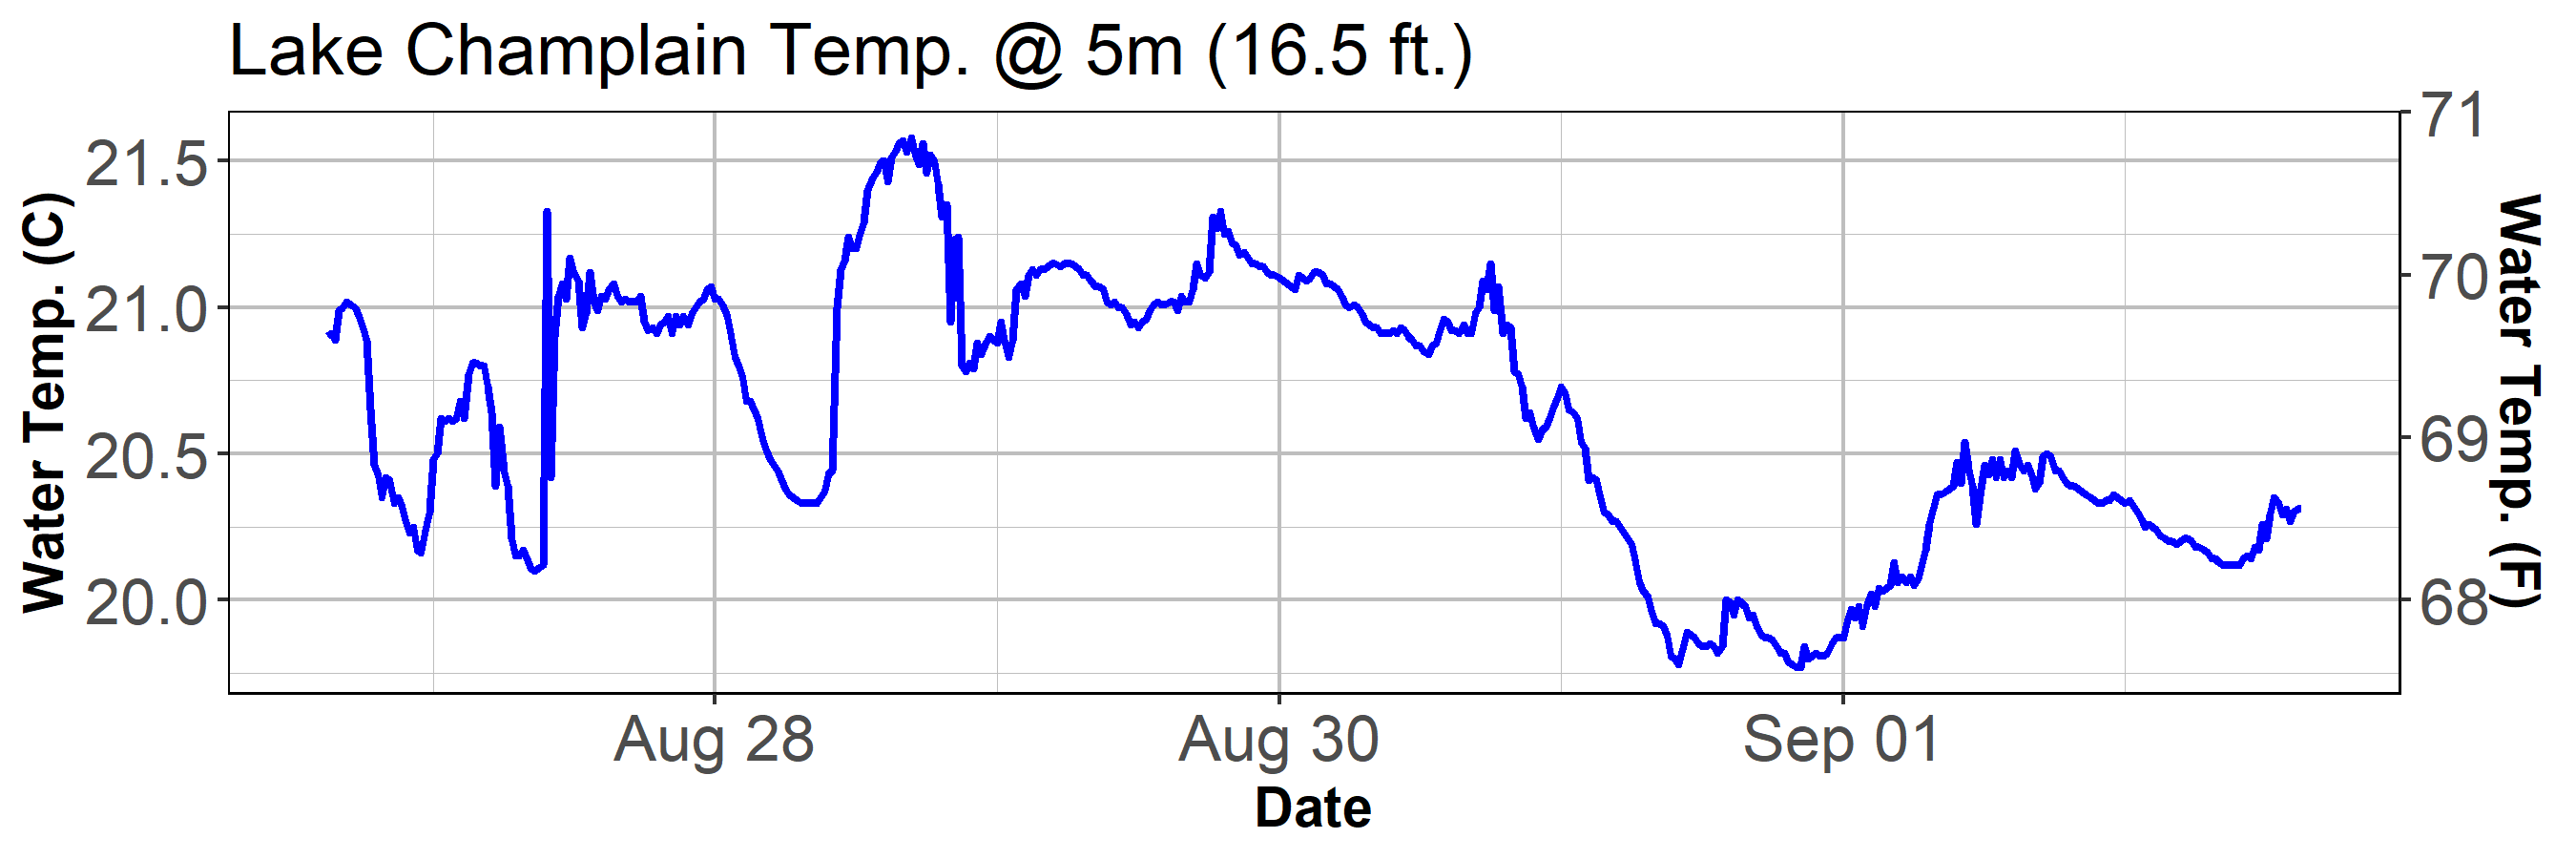 Lake Champlain Temp. @ 5m (16.5 ft.)
Water Temp. (C)
21.5
21.0
20.5
20.0
71
70
69
68
Water Temp. (F)
Aug 28 Aug 30 Sep 01
Date